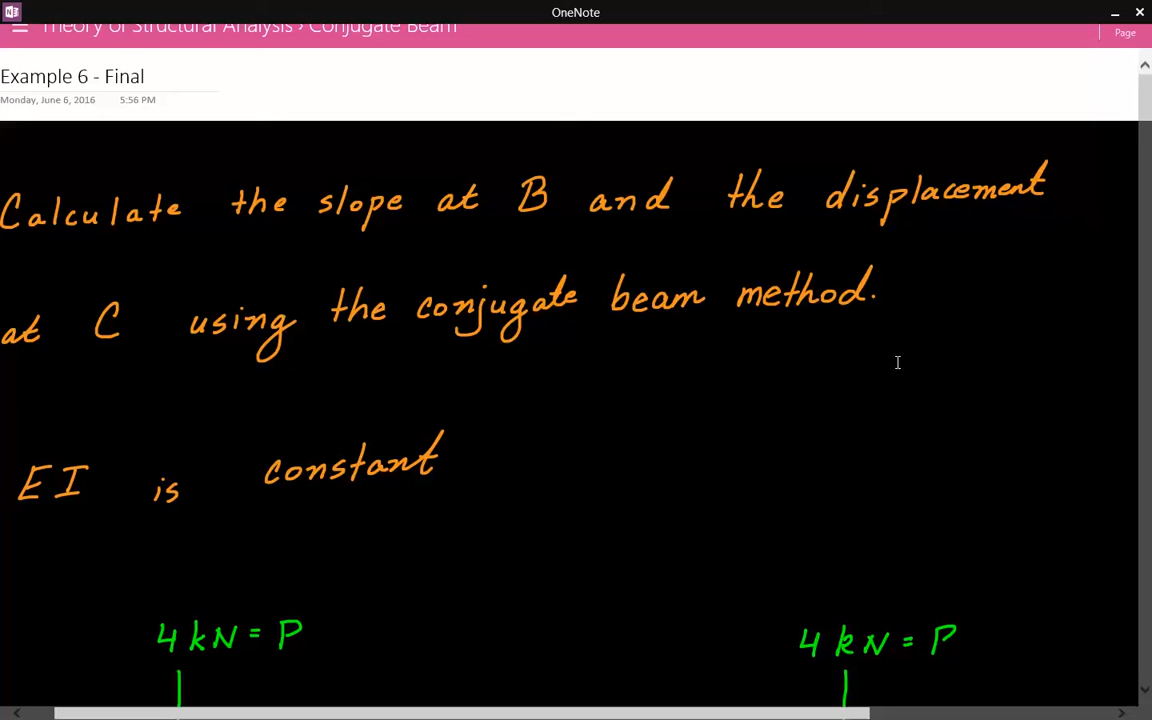 OneNote
Theory of Structural Analysis › Conjugate Beam
Page
Example 6 - Final
Monday, June 6, 2016 5:56 PM
Calculate the slope at B and the displacement
at C using the conjugate beam method.
EI is constant
4 kN = P 4 kN = P